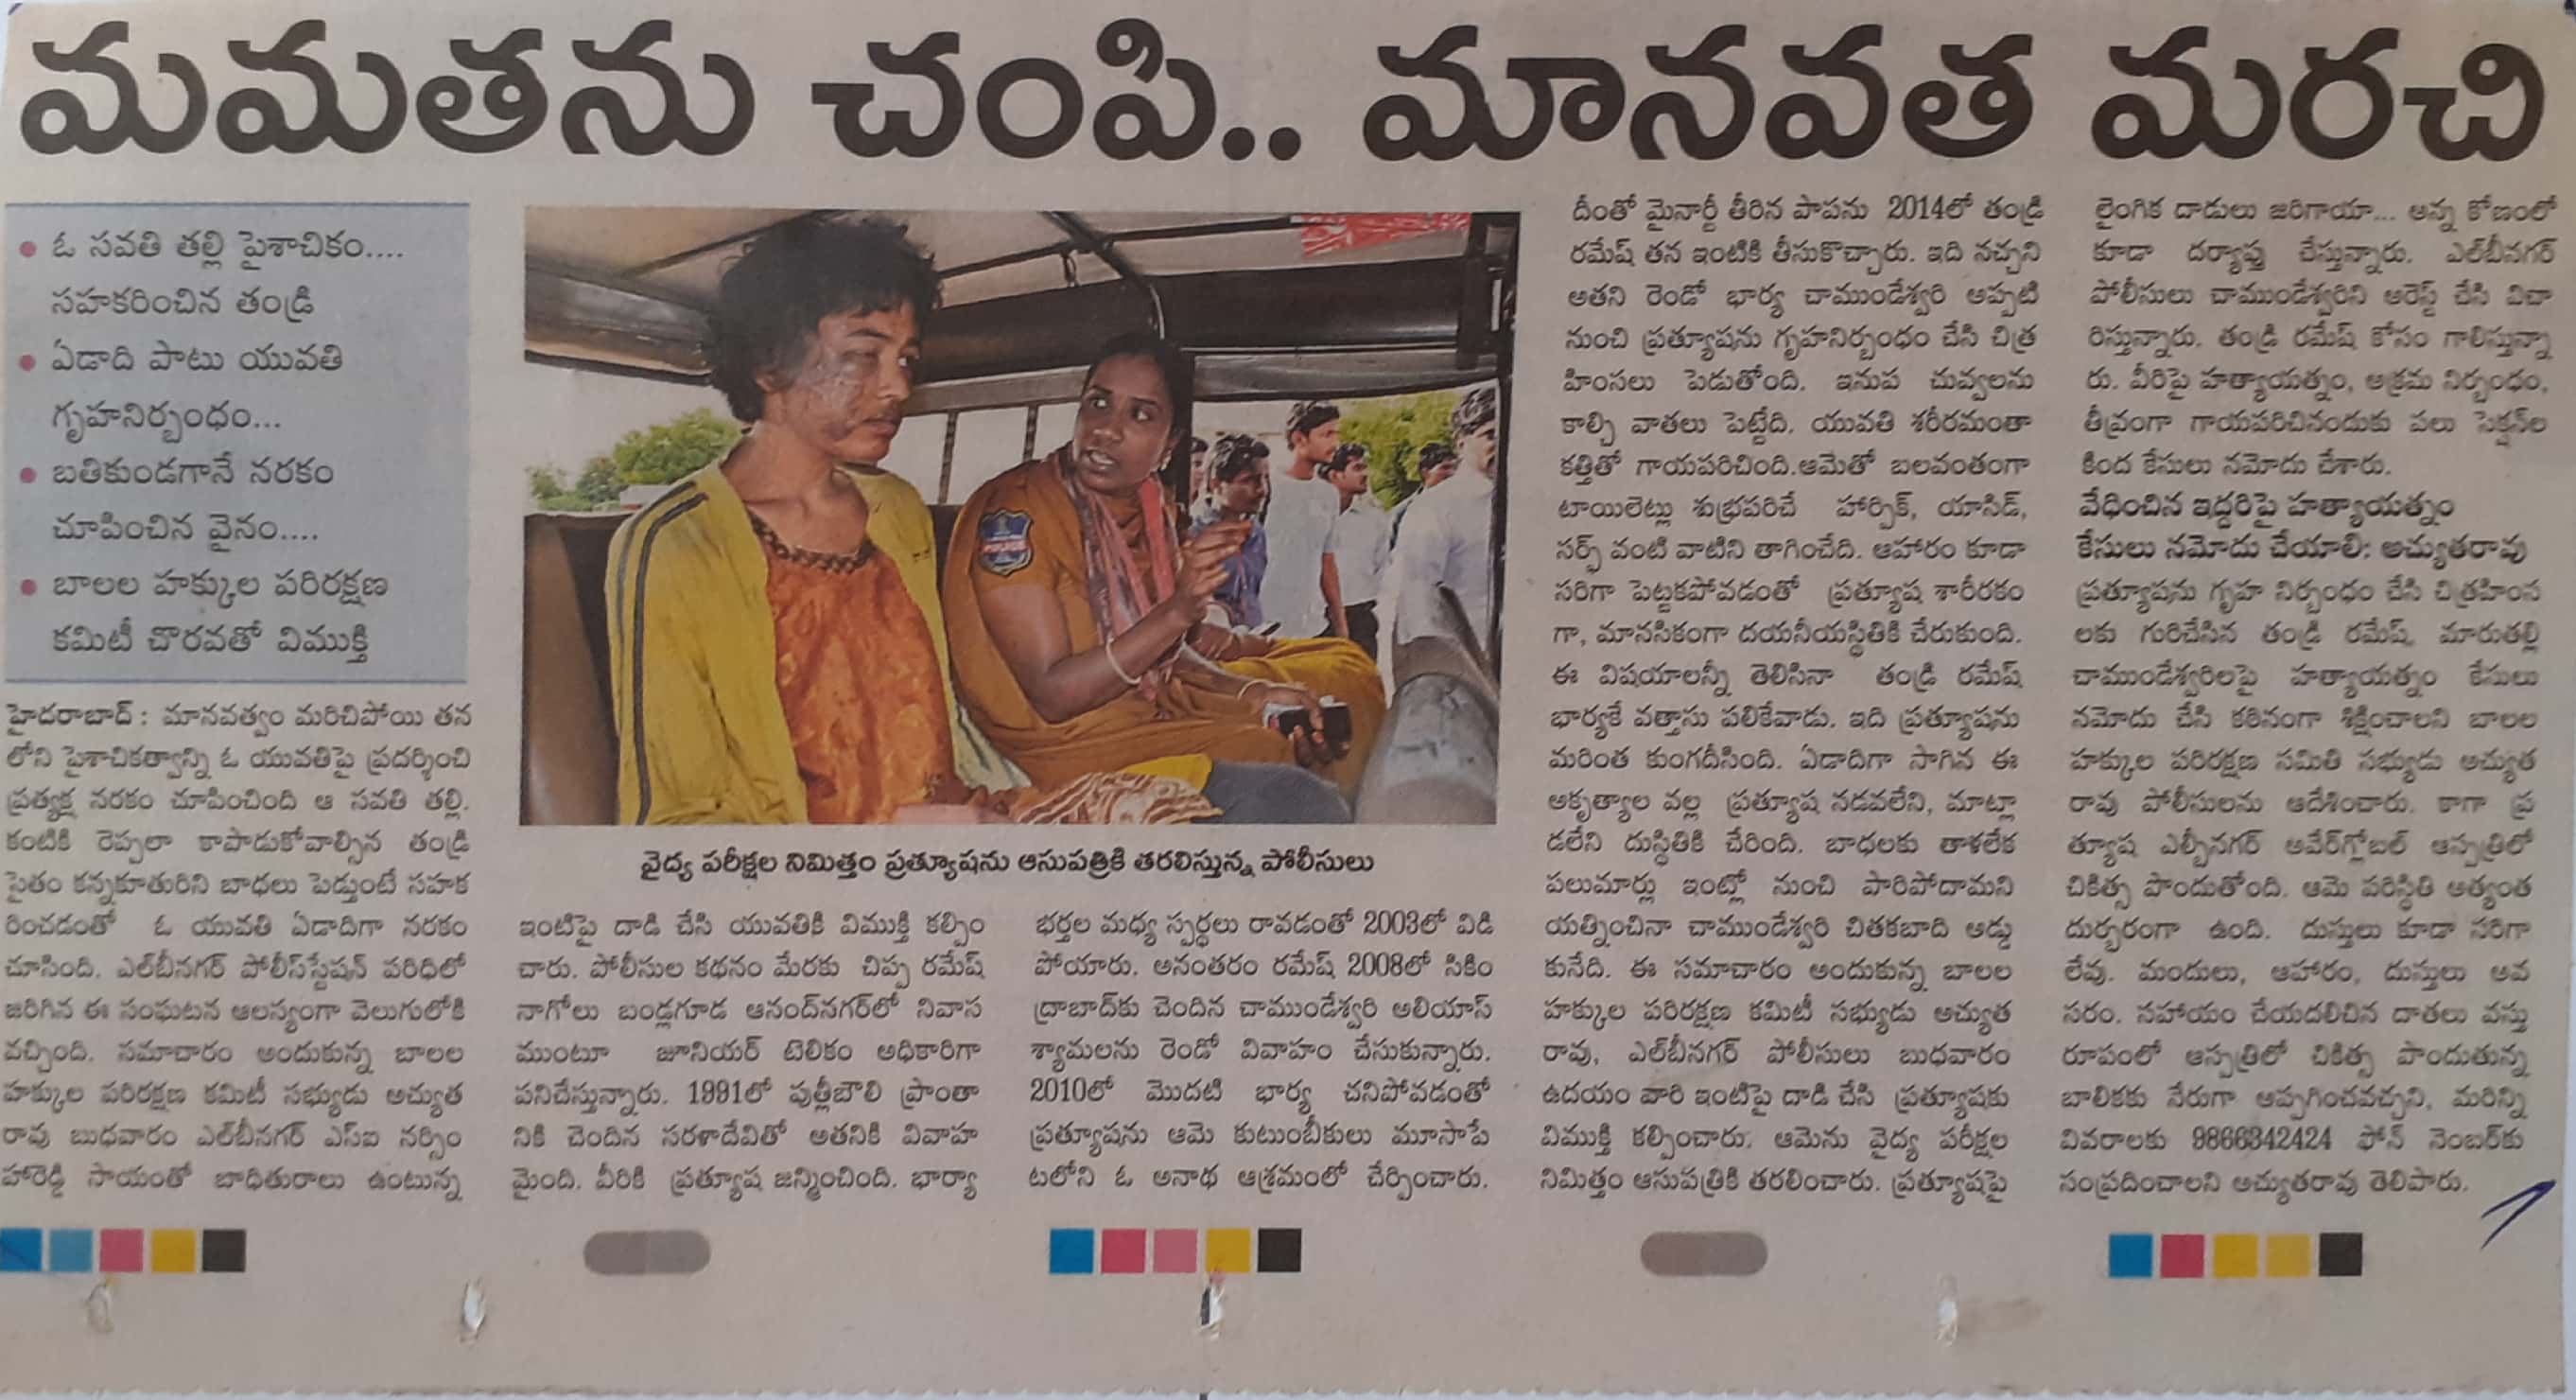 మమతను చంపి.. మానవత మరచి
ఓ సవతి తల్లి పైశాచికం....
సహకరించిన తండ్రి
ఏడాది పాటు యువతి
గృహనిర్బంధం...
బతికుండగానే నరకం
చూపించిన వైనం....
బాలల హక్కుల పరిరక్షణ
కమిటీ చొరవతో విముక్తి
హైదరాబాద్ : మానవత్వం మరిచిపోయి తన
లోని పైశాచికత్వాన్ని ఓ యువతిపై ప్రదర్శించి
ప్రత్యక్ష నరకం చూపించింది ఆ సవతి తల్లి.
కంటికి రెప్పలా కాపాడుకోవాల్సిన తండ్రి
సైతం కన్నకూతురిని బాధలు పెడ్తుంటే సహక
రించడంతో ఓ యువతి ఏడాదిగా నరకం
చూసింది. ఎల్‌బీనగర్ పోలీస్‌స్టేషన్ పరిధిలో
జరిగిన ఈ సంఘటన ఆలస్యంగా వెలుగులోకి
వచ్చింది. సమాచారం అందుకున్న బాలల
హక్కుల పరిరక్షణ కమిటీ సభ్యుడు అచ్యుత
రావు బుధవారం ఎల్‌బీనగర్ ఎస్ఐ నర్సిం
హారెడ్డి సాయంతో బాధితురాలు ఉంటున్న
వైద్య పరీక్షల నిమిత్తం ప్రత్యూషను ఆసుపత్రికి తరలిస్తున్న పోలీసులు
ఇంటిపై దాడి చేసి యువతికి విముక్తి కల్పిం
చారు. పోలీసుల కథనం మేరకు చిప్ప రమేష్
నాగోలు బండ్లగూడ ఆనంద్‌నగర్‌లో నివాస
ముంటూ జూనియర్ టెలికం అధికారిగా
పనిచేస్తున్నారు. 1991లో పుత్లీబౌలి ప్రాంతా
నికి చెందిన సరళాదేవితో అతనికి వివాహ
మైంది. వీరికి ప్రత్యూష జన్మించింది. భార్యా
భర్తల మధ్య స్పర్ధలు రావడంతో 2003లో విడి
పోయారు. అనంతరం రమేష్ 2008లో సికిం
ద్రాబాద్‌కు చెందిన చాముండేశ్వరి అలియాస్
శ్యామలను రెండో వివాహం చేసుకున్నారు.
2010లో మొదటి భార్య చనిపోవడంతో
ప్రత్యూషను ఆమె కుటుంబీకులు మూసాపే
టలోని ఓ అనాథ ఆశ్రమంలో చేర్పించారు.
దీంతో మైనార్టీ తీరిన పాపను 2014లో తండ్రి
రమేష్ తన ఇంటికి తీసుకొచ్చారు. ఇది నచ్చని
అతని రెండో భార్య చాముండేశ్వరి అప్పటి
నుంచి ప్రత్యూషను గృహనిర్బంధం చేసి చిత్ర
హింసలు పెడుతోంది. ఇనుప చువ్వలను
కాల్చి వాతలు పెట్టేది. యువతి శరీరమంతా
కత్తితో గాయపరిచింది.ఆమెతో బలవంతంగా
టాయిలెట్లు శుభ్రపరిచే హార్పిక్, యాసిడ్,
సర్ఫ్ వంటి వాటిని తాగించేది. ఆహారం కూడా
సరిగా పెట్టకపోవడంతో ప్రత్యూష శారీరకం
గా, మానసికంగా దయనీయస్థితికి చేరుకుంది.
ఈ విషయాలన్నీ తెలిసినా తండ్రి రమేష్
భార్యకే వత్తాసు పలికేవాడు. ఇది ప్రత్యూషను
మరింత కుంగదీసింది. ఏడాదిగా సాగిన ఈ
అకృత్యాల వల్ల ప్రత్యూష నడవలేని, మాట్లా
డలేని దుస్థితికి చేరింది. బాధలకు తాళలేక
పలుమార్లు ఇంట్లో నుంచి పారిపోదామని
యత్నించినా చాముండేశ్వరి చితకబాది అడ్డు
కునేది. ఈ సమాచారం అందుకున్న బాలల
హక్కుల పరిరక్షణ కమిటీ సభ్యుడు అచ్యుత
రావు, ఎల్‌బీనగర్ పోలీసులు బుధవారం
ఉదయం వారి ఇంటిపై దాడి చేసి ప్రత్యూషకు
విముక్తి కల్పించారు. ఆమెను వైద్య పరీక్షల
నిమిత్తం ఆసుపత్రికి తరలించారు. ప్రత్యూషపై
లైంగిక దాడులు జరిగాయా... అన్న కోణంలో
కూడా దర్యాప్తు చేస్తున్నారు. ఎల్‌బీనగర్
పోలీసులు చాముండేశ్వరిని అరెస్ట్ చేసి విచా
రిస్తున్నారు. తండ్రి రమేష్ కోసం గాలిస్తున్నా
రు. వీరిపై హత్యాయత్నం, అక్రమ నిర్బంధం,
తీవ్రంగా గాయపరిచినందుకు పలు సెక్షన్‌ల
కింద కేసులు నమోదు చేశారు.
వేధించిన ఇద్దరిపై హత్యాయత్నం
కేసులు నమోదు చేయాలి: అచ్యుతరావు
ప్రత్యూషను గృహ నిర్బంధం చేసి చిత్రహింస
లకు గురిచేసిన తండ్రి రమేష్, మారుతల్లి
చాముండేశ్వరిలపై హత్యాయత్నం కేసులు
నమోదు చేసి కఠినంగా శిక్షించాలని బాలల
హక్కుల పరిరక్షణ సమితి సభ్యుడు అచ్యుత
రావు పోలీసులను ఆదేశించారు. కాగా ప్ర
త్యూష ఎల్బీనగర్ అవేర్‌గ్లోబల్ ఆస్పత్రిలో
చికిత్స పొందుతోంది. ఆమె పరిస్థితి అత్యంత
దుర్భరంగా ఉంది. దుస్తులు కూడా సరిగా
లేవు. మందులు, ఆహారం, దుస్తులు అవ
సరం. సహాయం చేయదలిచిన దాతలు వస్తు
రూపంలో ఆస్పత్రిలో చికిత్స పొందుతున్న
బాలికకు నేరుగా అప్పగించవచ్చని, మరిన్ని
వివరాలకు 9866342424 ఫోన్ నెంబర్‌కు
సంప్రదించాలని అచ్యుతరావు తెలిపారు.